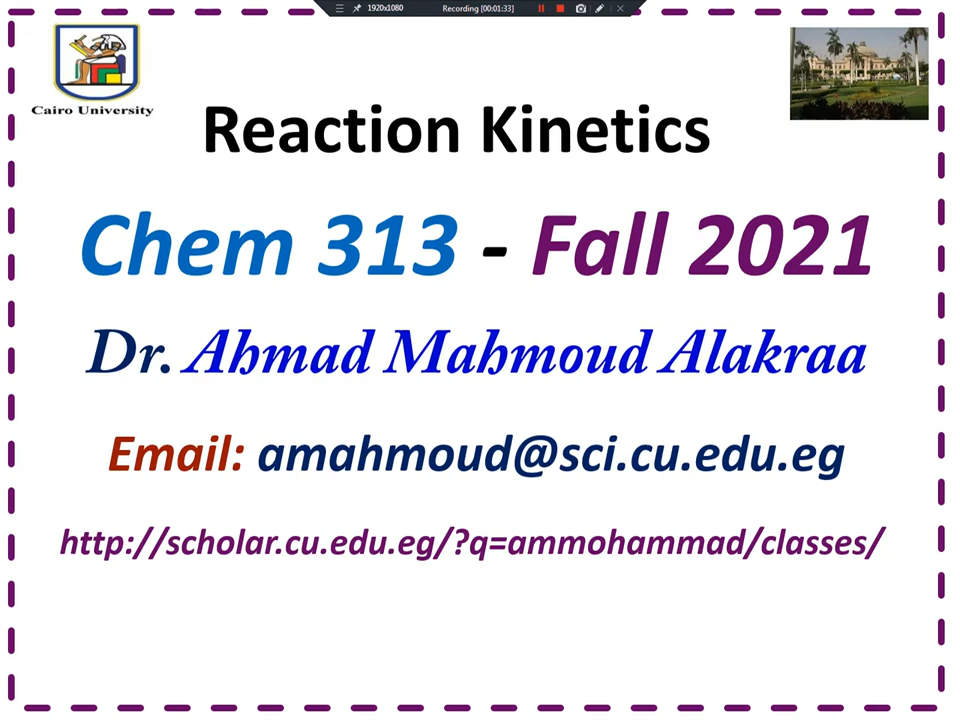 1920x1080 Recording [00:01:33]
Cairo University
Reaction Kinetics
Chem 313 - Fall 2021
Dr. Ahmad Mahmoud Alakraa
Email: amahmoud@sci.cu.edu.eg
http://scholar.cu.edu.eg/?q=ammohammad/classes/